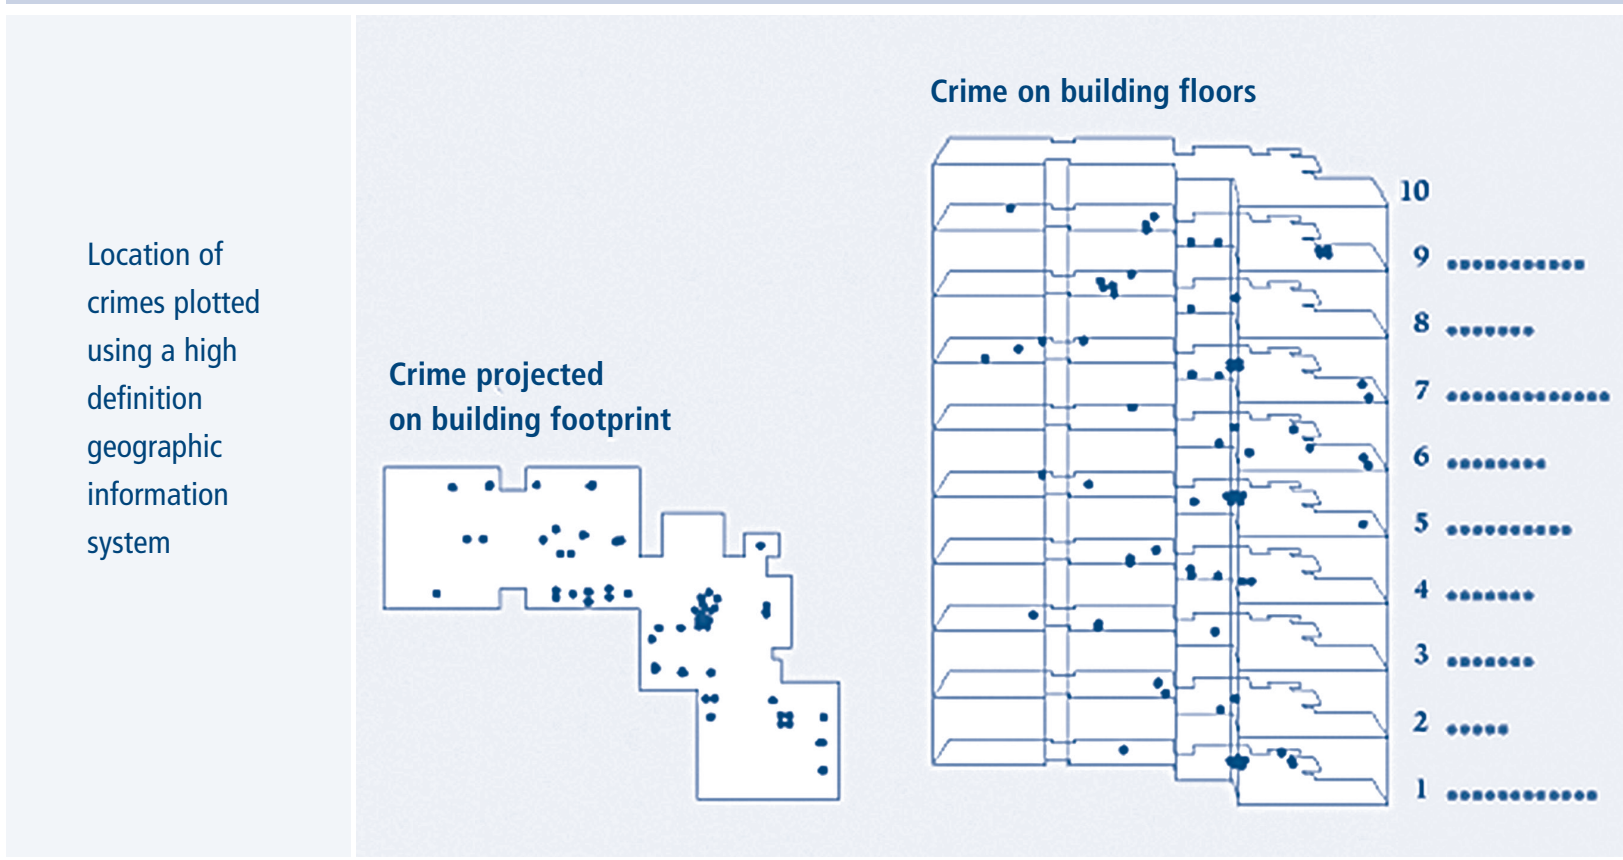 Location of
crimes plotted
using a high
definition
geographic
information
system
Crime projected
on building footprint
Crime on building floors
10
9
8
7
6
5
4
3
2
1